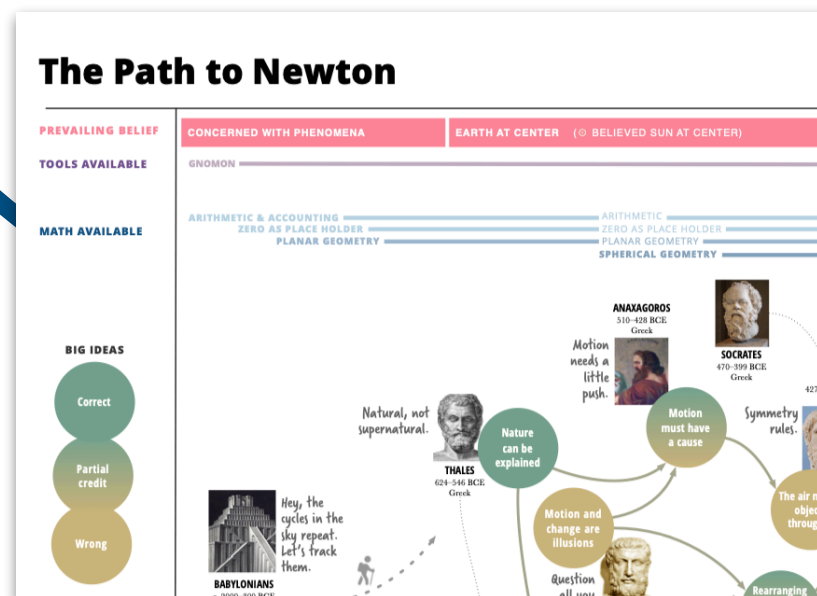 The Path to Newton
PREVAILING BELIEF
CONCERNED WITH PHENOMENA
EARTH AT CENTER (☉ BELIEVED SUN AT CENTER)
TOOLS AVAILABLE
GNOMON
MATH AVAILABLE
ARITHMETIC & ACCOUNTING
ZERO AS PLACE HOLDER
PLANAR GEOMETRY
ARITHMETIC
ZERO AS PLACE HOLDER
PLANAR GEOMETRY
SPHERICAL GEOMETRY
BIG IDEAS
Correct
Partial
credit
Wrong
BABYLONIANS
Hey, the
cycles in the
sky repeat.
Let's track
them.
Natural, not
supernatural.
THALES
624–546 BCE
Greek
Nature
can be
explained
Motion and
change are
illusions
Question
all you
ANAXAGOROS
510–428 BCE
Greek
Motion
needs a
little
push.
Motion
must have
a cause
SOCRATES
470–399 BCE
Greek
427
Symmetry
rules.
The air
Rearranging